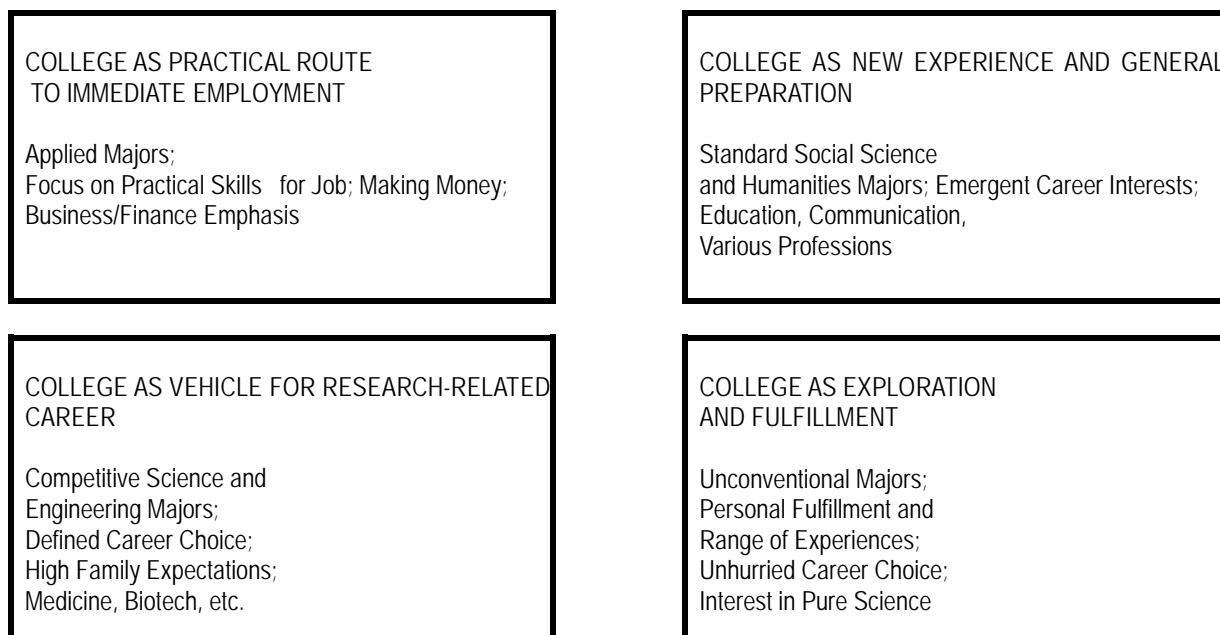 COLLEGE AS PRACTICAL ROUTE
TO IMMEDIATE EMPLOYMENT
Applied Majors;
Focus on Practical Skills for Job; Making Money;
Business/Finance Emphasis
COLLEGE AS NEW EXPERIENCE AND GENERAL
PREPARATION
Standard Social Science
and Humanities Majors; Emergent Career Interests;
Education, Communication,
Various Professions
COLLEGE AS VEHICLE FOR RESEARCH-RELATED
CAREER
Competitive Science and
Engineering Majors;
Defined Career Choice;
High Family Expectations;
Medicine, Biotech, etc.
COLLEGE AS EXPLORATION
AND FULFILLMENT
Unconventional Majors;
Personal Fulfillment and
Range of Experiences;
Unhurried Career Choice;
Interest in Pure Science